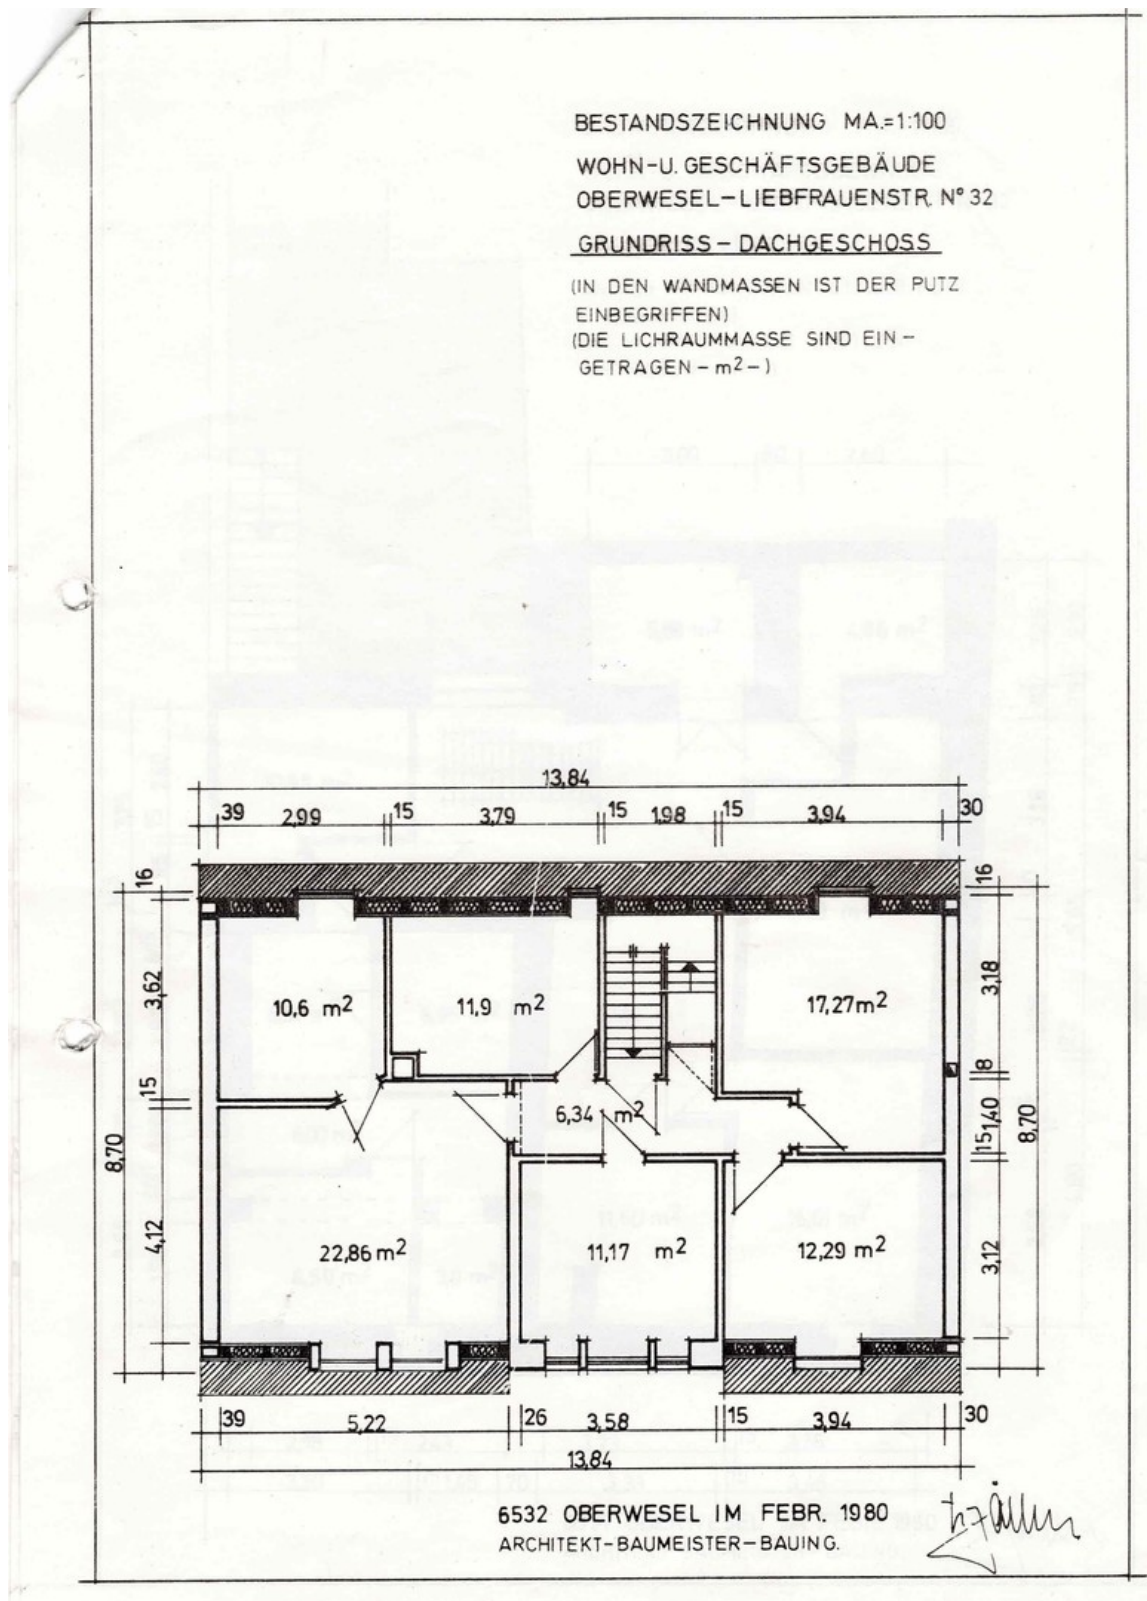 BESTANDSZEICHNUNG MA.=1:100
WOHN-U. GESCHÄFTSGEBÄUDE
OBERWESEL-LIEBFRAUENSTR. N° 32
GRUNDRISS-DACHGESCHOSS
(IN DEN WANDMASSEN IST DER PUTZ
EINBEGRIFFEN)
(DIE LICHRAUMMASSE SIND EIN-
GETRAGEN-m²-)
13,84
39 2,99 15 3,79 15 1,98 15 3,94 30
16 16
3,62 3,18
10,6 m² 11,9 m² 17,27 m²
15 8
6,34 m² 1,40
8,70 15 8,70
4,12 3,12
22,86 m² 11,17 m² 12,29 m²
39 5,22 26 3,58 15 3,94 30
13,84
6532 OBERWESEL IM FEBR. 1980
ARCHITEKT-BAUMEISTER-BAUING.